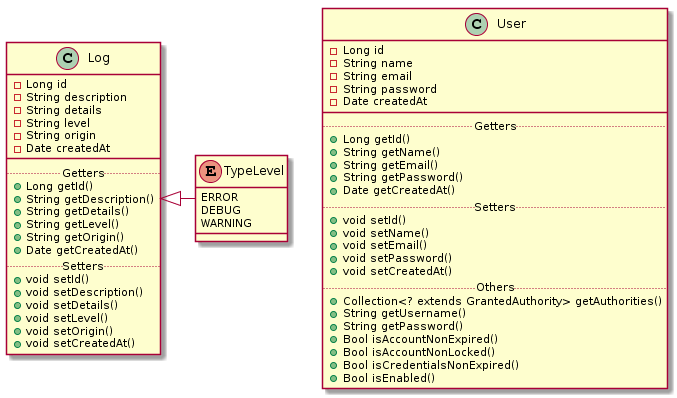 C Log
Long id
String description
String details
String level
String origin
Date createdAt
Getters
Long getId()
String getDescription()
String getDetails()
String getLevel()
String getOrigin()
Date getCreatedAt()
Setters
void setId()
void setDescription()
void setDetails()
void setLevel()
void setOrigin()
void setCreatedAt()
E TypeLevel
ERROR
DEBUG
WARNING
C User
Long id
String name
String email
String password
Date createdAt
Getters
Long getId()
String getName()
String getEmail()
String getPassword()
Date getCreatedAt()
Setters
void setId()
void setName()
void setEmail()
void setPassword()
void setCreatedAt()
Others
Collection<? extends GrantedAuthority> getAuthorities()
String getUsername()
String getPassword()
Bool isAccountNonExpired()
Bool isAccountNonLocked()
Bool isCredentialsNonExpired()
Bool isEnabled()